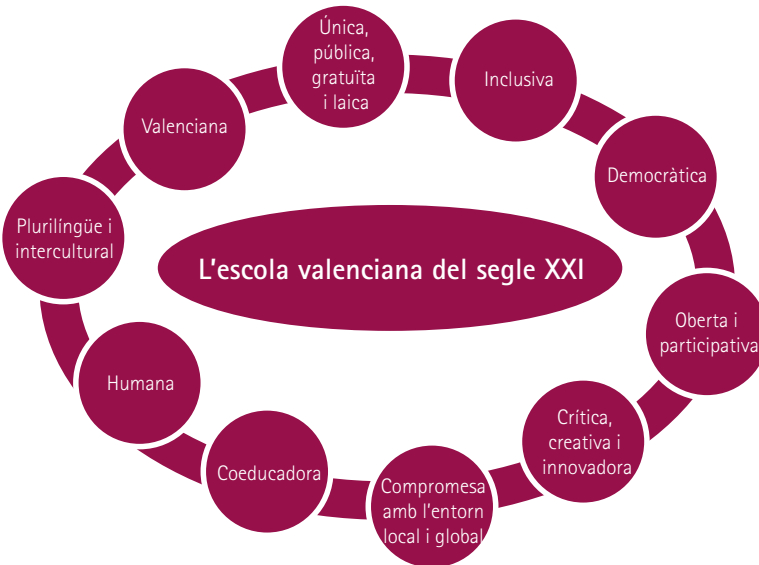 Única,
pública,
gratuïta
i laica
Inclusiva
Democràtica
Oberta i
participativa
Crítica,
creativa i
innovadora
Compromesa
amb l'entorn
local i global
Coeducadora
Humana
Plurilíngüe i
intercultural
Valenciana
L'escola valenciana del segle XXI